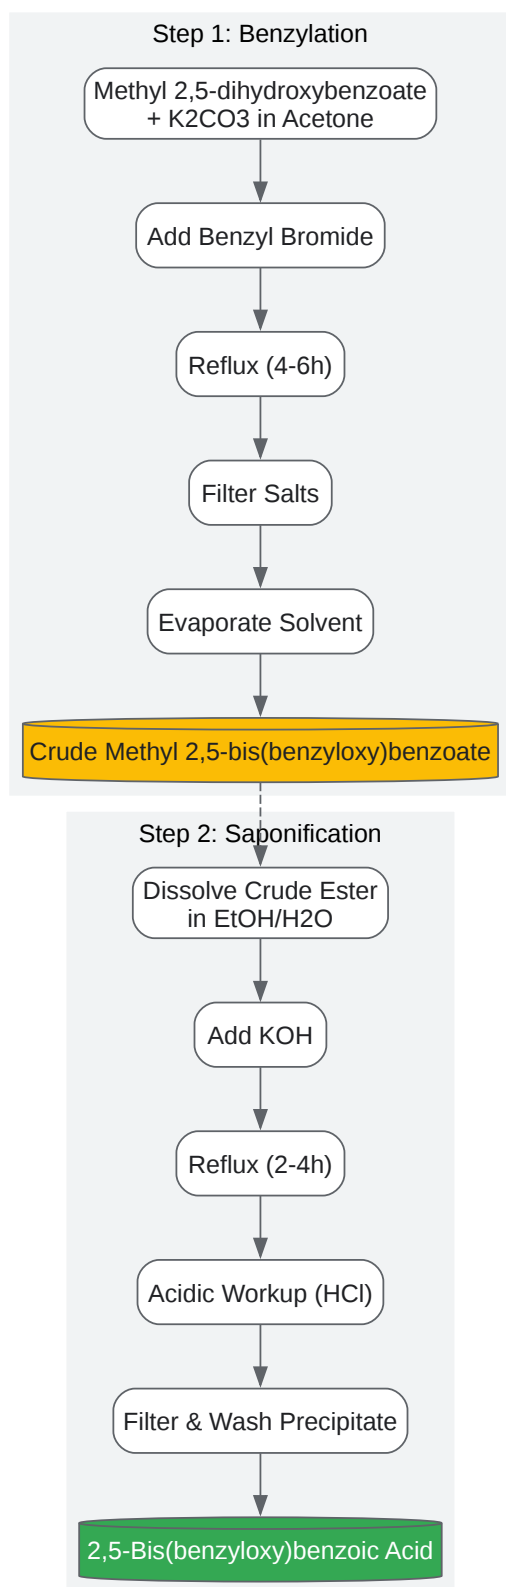 Step 1: Benzylation
Methyl 2,5-dihydroxybenzoate
+ K2CO3 in Acetone
Add Benzyl Bromide
Reflux (4-6h)
Filter Salts
Evaporate Solvent
Crude Methyl 2,5-bis(benzyloxy)benzoate
Step 2: Saponification
Dissolve Crude Ester
in EtOH/H2O
Add KOH
Reflux (2-4h)
Acidic Workup (HCl)
Filter & Wash Precipitate
2,5-Bis(benzyloxy)benzoic Acid